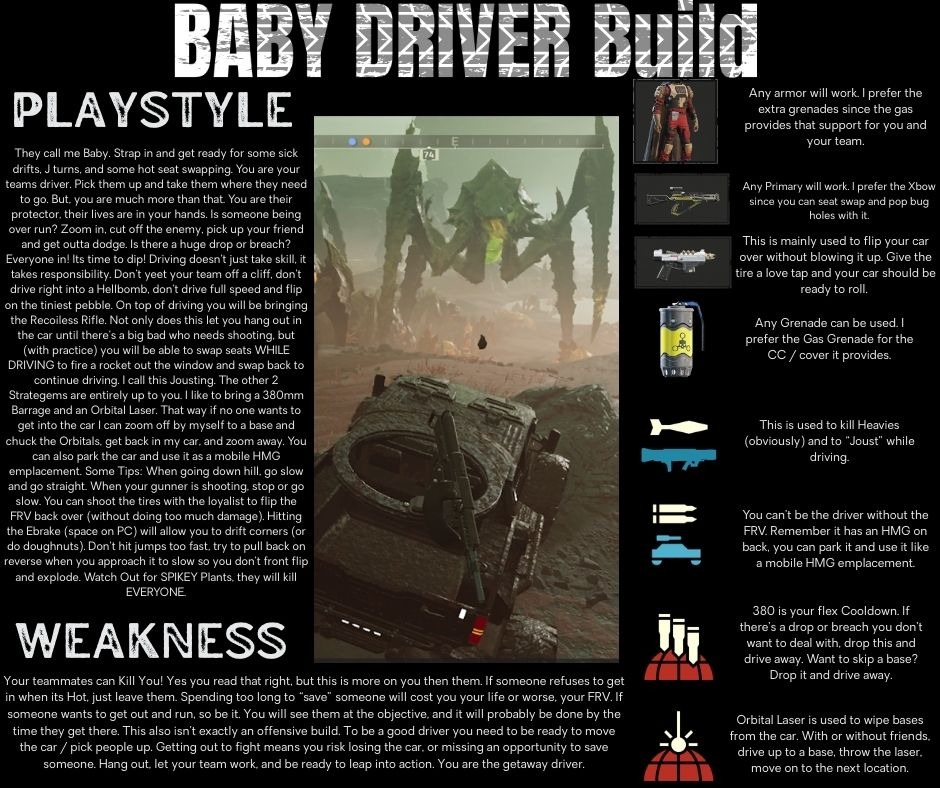 BABY DRIVER Build
PLAYSTYLE
They call me Baby. Strap in and get ready for some sick
drifts, J turns, and some hot seat swapping. You are your
teams driver. Pick them up and take them where they need
to go. But, you are much more than that. You are their
protector, their lives are in your hands. Is someone being
over run? Zoom in, cut off the enemy, pick up your friend
and get outta dodge. Is there a huge drop or breach?
Everyone in! Its time to dip! Driving doesn't just take skill, it
takes responsibility. Don't yeet your team off a cliff, don't
drive right into a Hellbomb, don't drive full speed and flip
on the tiniest pebble. On top of driving you will be bringing
the Recoiless Rifle. Not only does this let you hang out in
the car until there's a big bad who needs shooting, but
(with practice) you will be able to swap seats WHILE
DRIVING to fire a rocket out the window and swap back to
continue driving. I call this Jousting. The other 2
Strategems are entirely up to you. I like to bring a 380mm
Barrage and an Orbital Laser. That way if no one wants to
get into the car I can zoom off by myself to a base and
chuck the Orbitals, get back in my car, and zoom away. You
can also park the car and use it as a mobile HMG
emplacement. Some Tips: When going down hill, go slow
and go straight. When your gunner is shooting, stop or go
slow. You can shoot the tires with the loyalist to flip the
FRV back over (without doing too much damage). Hitting
the Ebrake (space on PC) will allow you to drift corners (or
do doughnuts). Don't hit jumps too fast, try to pull back on
reverse when you approach it to slow so you don't front flip
and explode. Watch Out for SPIKEY Plants, they will kill
EVERYONE.
WEAKNESS
Your teammates can Kill You! Yes you read that right, but this is more on you then them. If someone refuses to get
in when its Hot, just leave them. Spending too long to "save" someone will cost you your life or worse, your FRV. If
someone wants to get out and run, so be it. You will see them at the objective, and it will probably be done by the
time they get there. This also isn't exactly an offensive build. To be a good driver you need to be ready to move
the car / pick people up. Getting out to fight means you risk losing the car, or missing an opportunity to save
someone. Hang out, let your team work, and be ready to leap into action. You are the getaway driver.
E
74
Any armor will work. I prefer the
extra grenades since the gas
provides that support for you and
your team.
Any Primary will work. I prefer the Xbow
since you can seat swap and pop bug
holes with it.
This is mainly used to flip your car
over without blowing it up. Give the
tire a love tap and your car should be
ready to roll.
Any Grenade can be used. I
prefer the Gas Grenade for the
CC / cover it provides.
This is used to kill Heavies
(obviously) and to "Joust" while
driving.
You can't be the driver without the
FRV. Remember it has an HMG on
back, you can park it and use it like
a mobile HMG emplacement.
380 is your flex Cooldown. If
there's a drop or breach you don't
want to deal with, drop this and
drive away. Want to skip a base?
Drop it and drive away.
Orbital Laser is used to wipe bases
from the car. With or without friends,
drive up to a base, throw the laser,
move on to the next location.